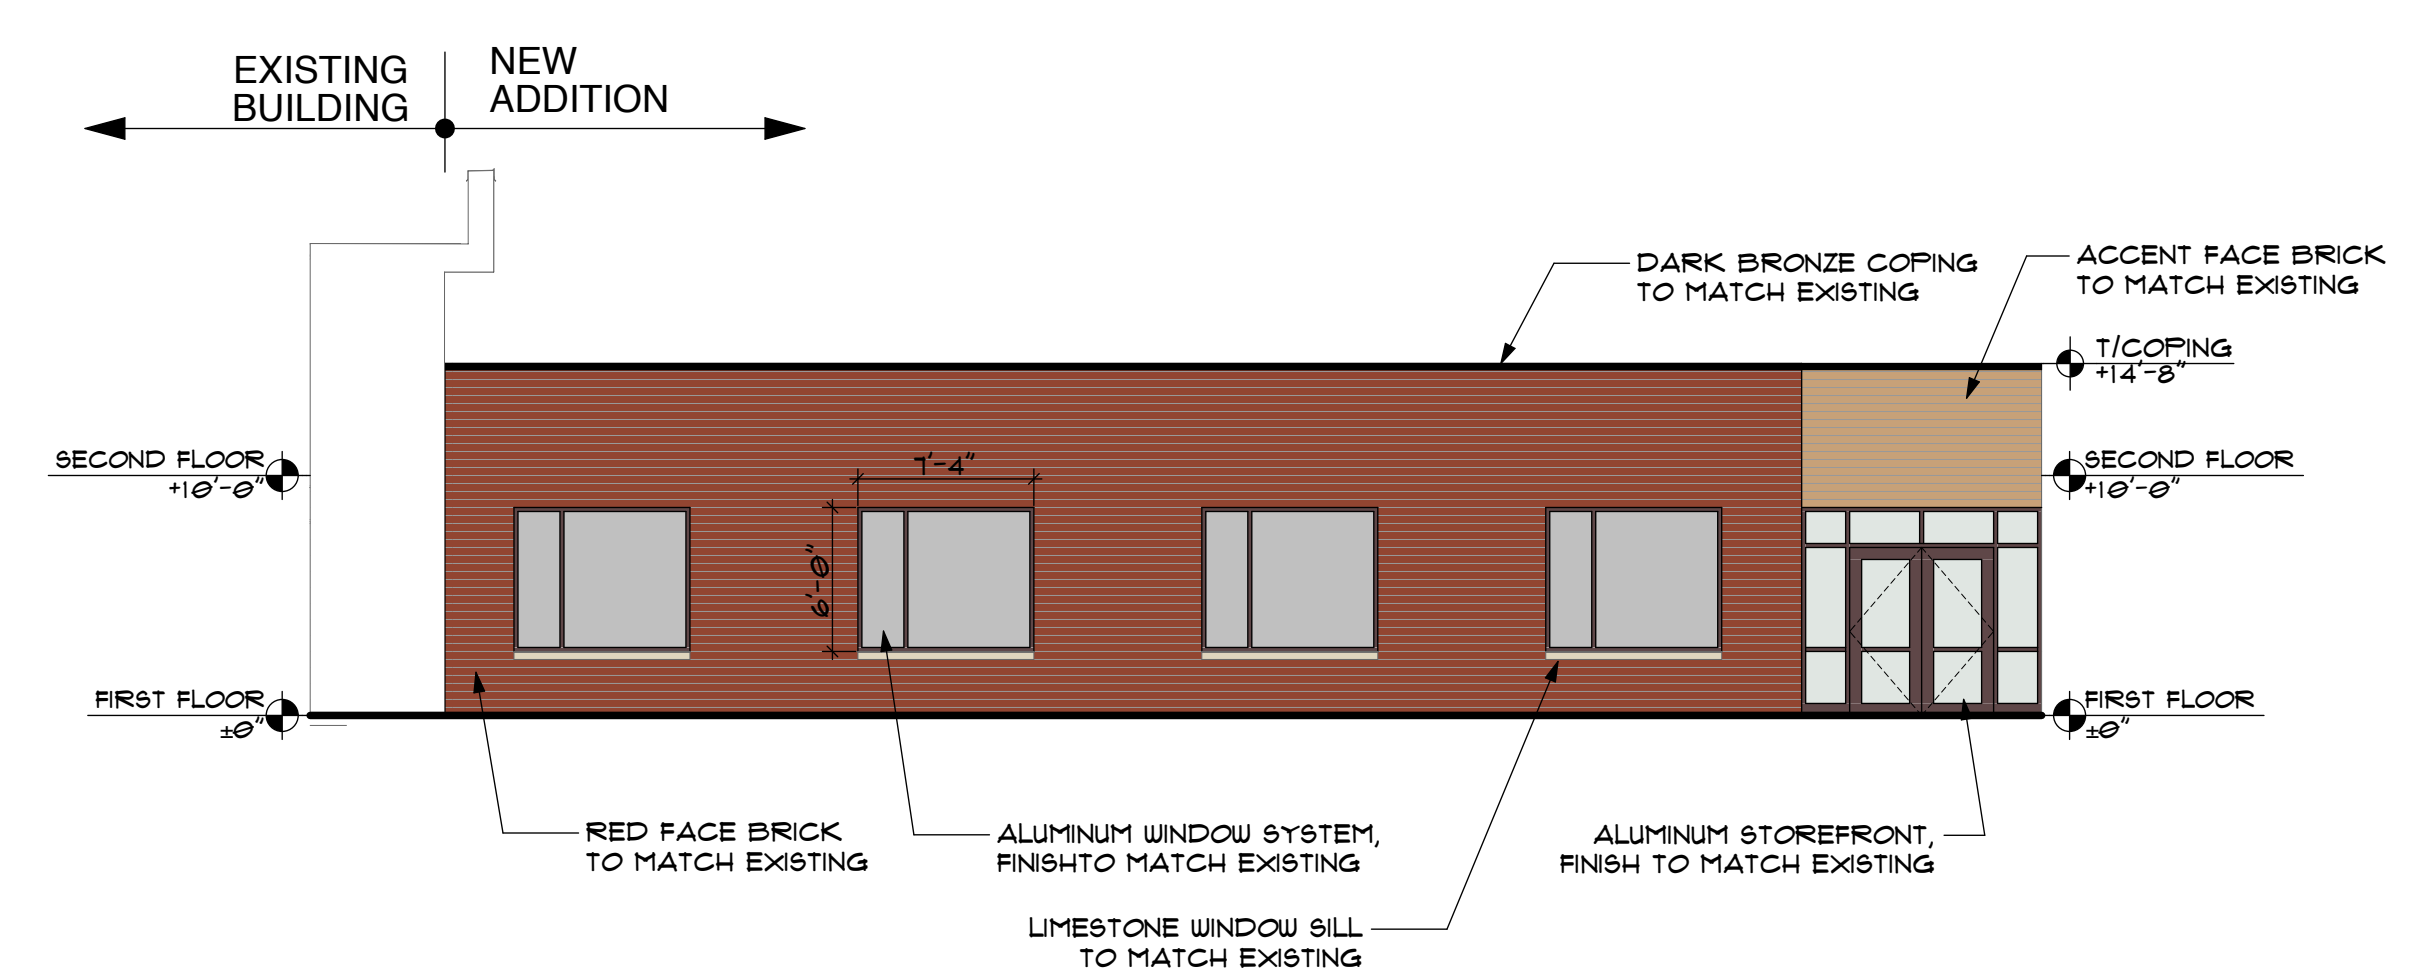 EXISTING
BUILDING
NEW
ADDITION
DARK BRONZE COPING
TO MATCH EXISTING
ACCENT FACE BRICK
TO MATCH EXISTING
T/COPING
+14'-8"
SECOND FLOOR
+10'-0"
7'-4"
SECOND FLOOR
+10'-0"
6'-0"
FIRST FLOOR
±0"
FIRST FLOOR
±0"
RED FACE BRICK
TO MATCH EXISTING
ALUMINUM WINDOW SYSTEM,
FINISHTO MATCH EXISTING
ALUMINUM STOREFRONT,
FINISH TO MATCH EXISTING
LIMESTONE WINDOW SILL
TO MATCH EXISTING